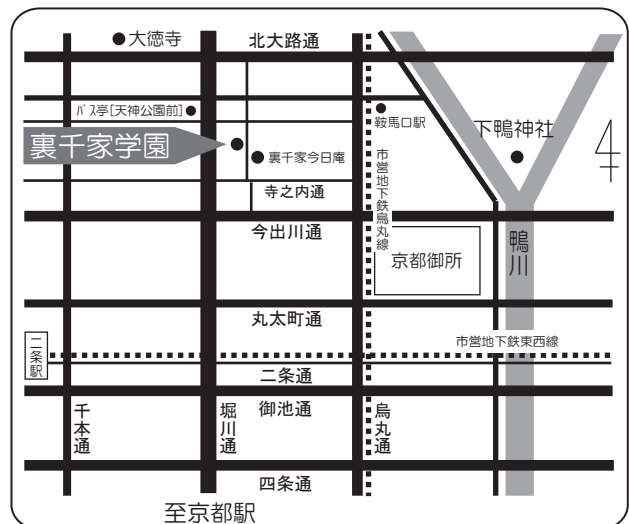 大徳寺
北大路通
バス亭[天神公園前]
鞍馬口駅
下鴨神社
裏千家学園
裏千家今日庵
寺之内通
市営地下鉄烏丸線
今出川通
鴨川
京都御所
丸太町通
市営地下鉄東西線
二条駅
二条通
千本通
堀川通
御池通
烏丸通
四条通
至京都駅